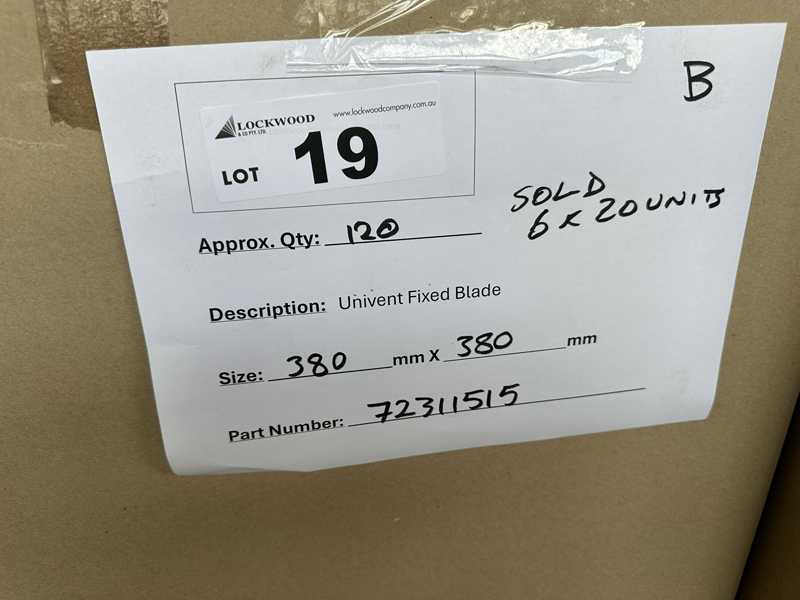 B
LOCKWOOD
& CO PTY. LTD.
www.lockwoodcompany.com.au
LOT 19
SOLD
6 x 20 UNITS
Approx. Qty: 120
Description: Univent Fixed Blade
Size: 380 mm X 380 mm
Part Number: 72311515